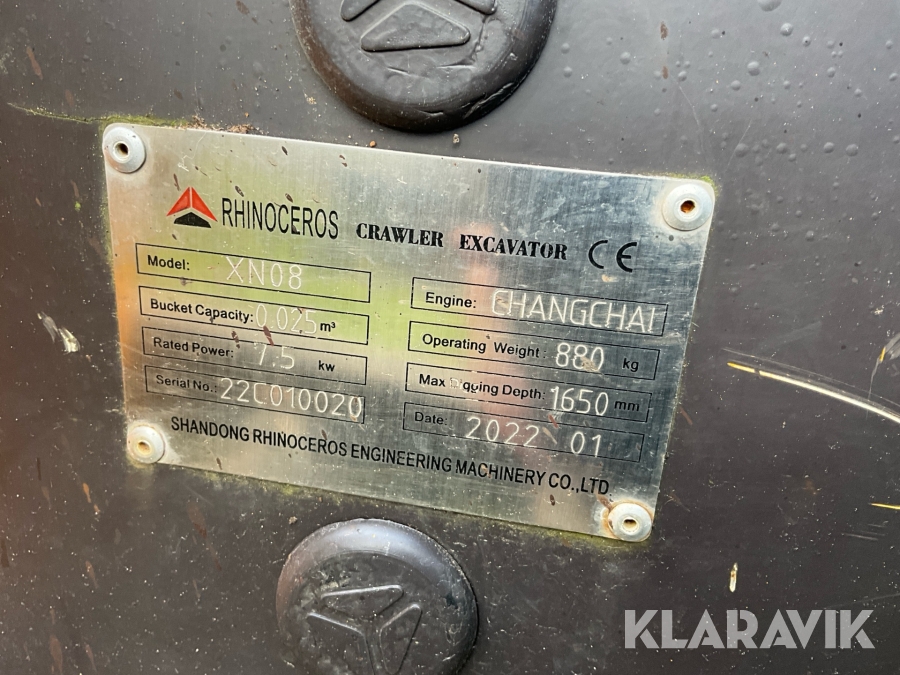 RHINOCEROS CRAWLER EXCAVATOR CE
Model: XN08
Bucket Capacity: 0.025 m³
Rated Power: 7.5 kw
Serial No.: 22C010020
Engine: CHANGCHAI
Operating Weight: 880 kg
Max Digging Depth: 1650 mm
Date: 2022 01
SHANDONG RHINOCEROS ENGINEERING MACHINERY CO.,LTD.
KLARAVIK